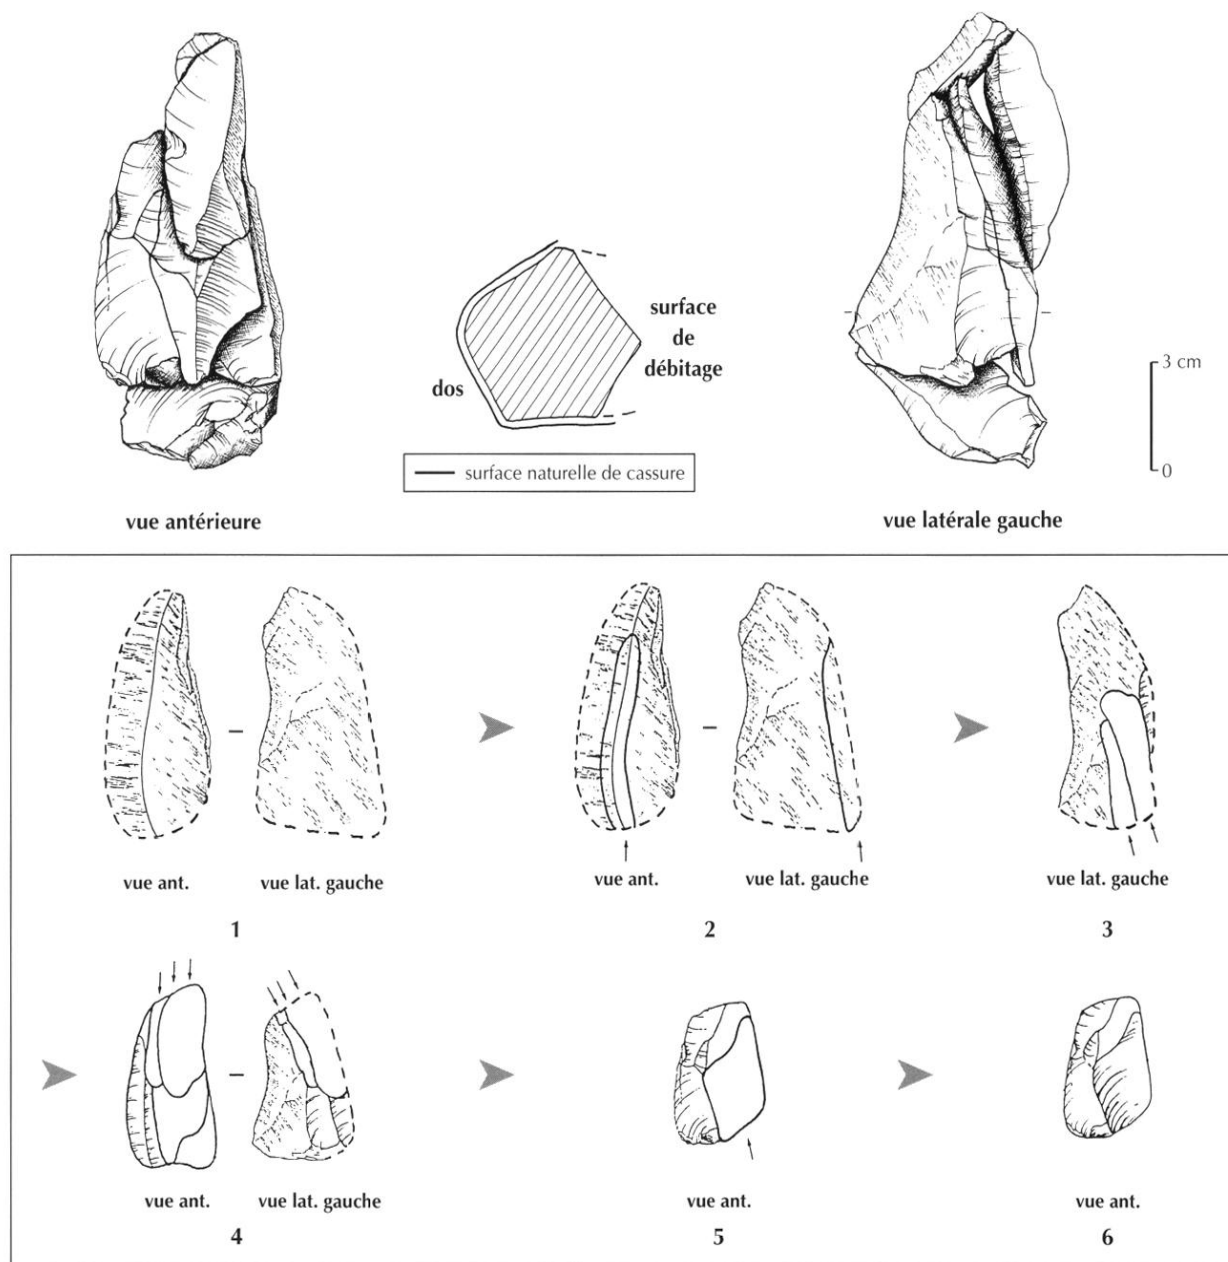 surface
de
débitage
dos
3 cm
0
surface naturelle de cassure
vue antérieure
vue latérale gauche
vue ant.
vue lat. gauche
1
vue ant.
vue lat. gauche
2
vue lat. gauche
3
vue ant.
vue lat. gauche
4
vue ant.
5
vue ant.
6